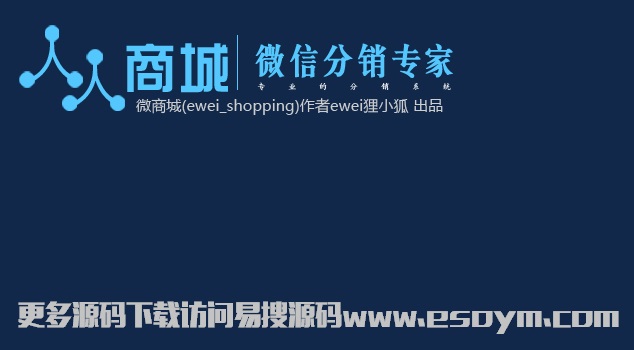 人人商城 微信分销专家
专业的分销系统
微商城(ewei_shopping)作者ewei狸小狐 出品
更多源码下载访问易搜源码www.esoym.com